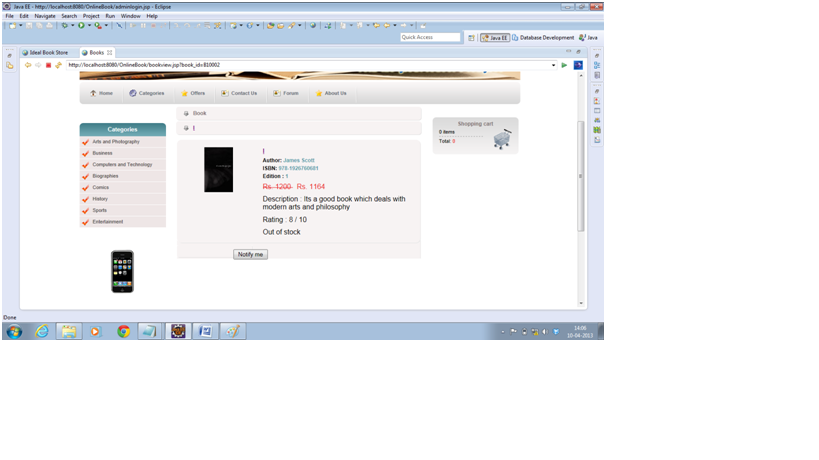 Java EE - http://localhost:8080/OnlineBook/adminlogin.jsp - Eclipse
File Edit Navigate Search Project Run Window Help
Quick Access
Java EE Database Development Java
Ideal Book Store Books
http://localhost:8080/OnlineBook/bookview.jsp?book_id=810002
Home Categories Offers Contact Us Forum About Us
Book
Categories
Arts and Photography
Business
Computers and Technology
Biographies
Comics
History
Sports
Entertainment
I
I
Author: James Scott
ISBN: 978-1926760681
Edition : 1
Rs. 1200 Rs. 1164
Description : Its a good book which deals with
modern arts and philosophy
Rating : 8 / 10
Out of stock
Notify me
Shopping cart
0 items
Total: 0
Done
14:06
10-04-2013